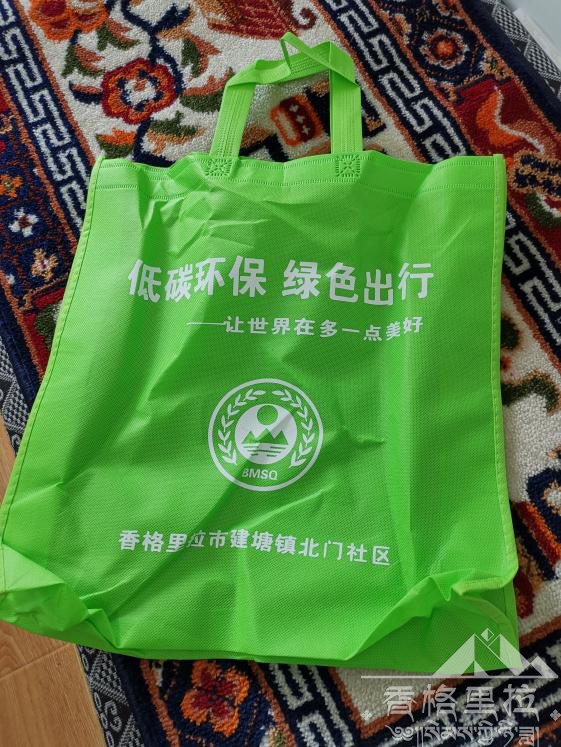 低碳环保 绿色出行
——让世界在多一点美好
BMSQ
香格里拉市建塘镇北门社区
香格里拉